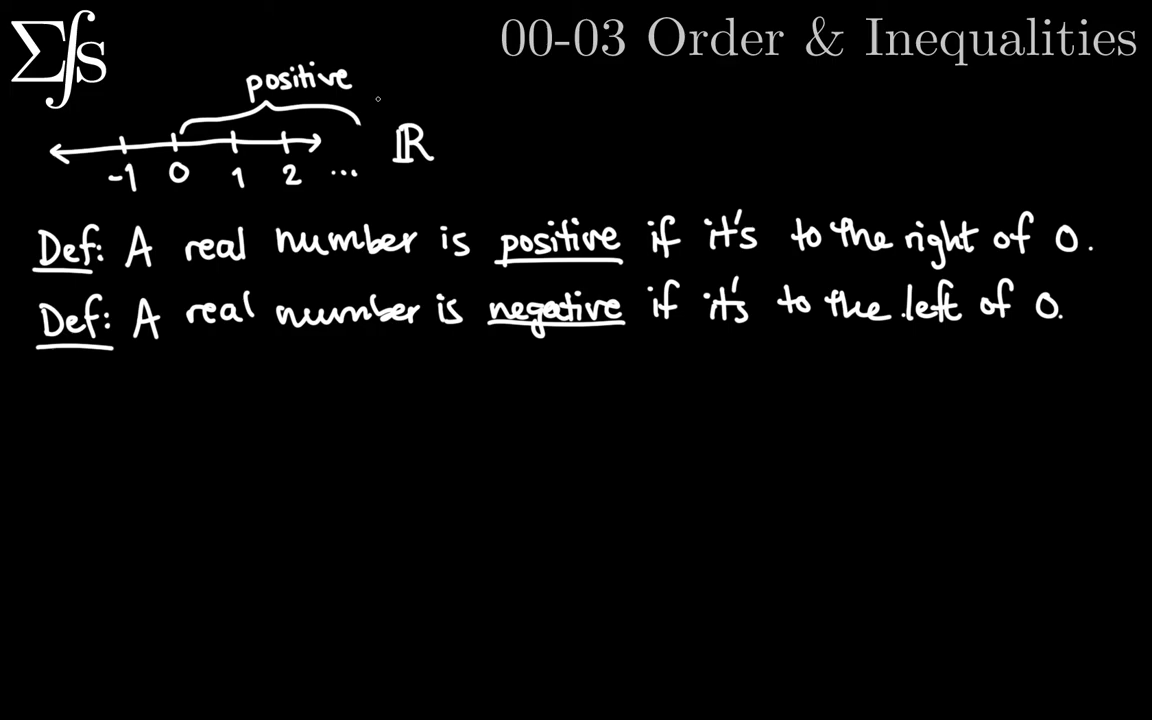 Σ∫S
00-03 Order & Inequalities
positive
ℝ
-1 0 1 2 ...
Def: A real number is positive if it's to the right of 0.
Def: A real number is negative if it's to the left of 0.